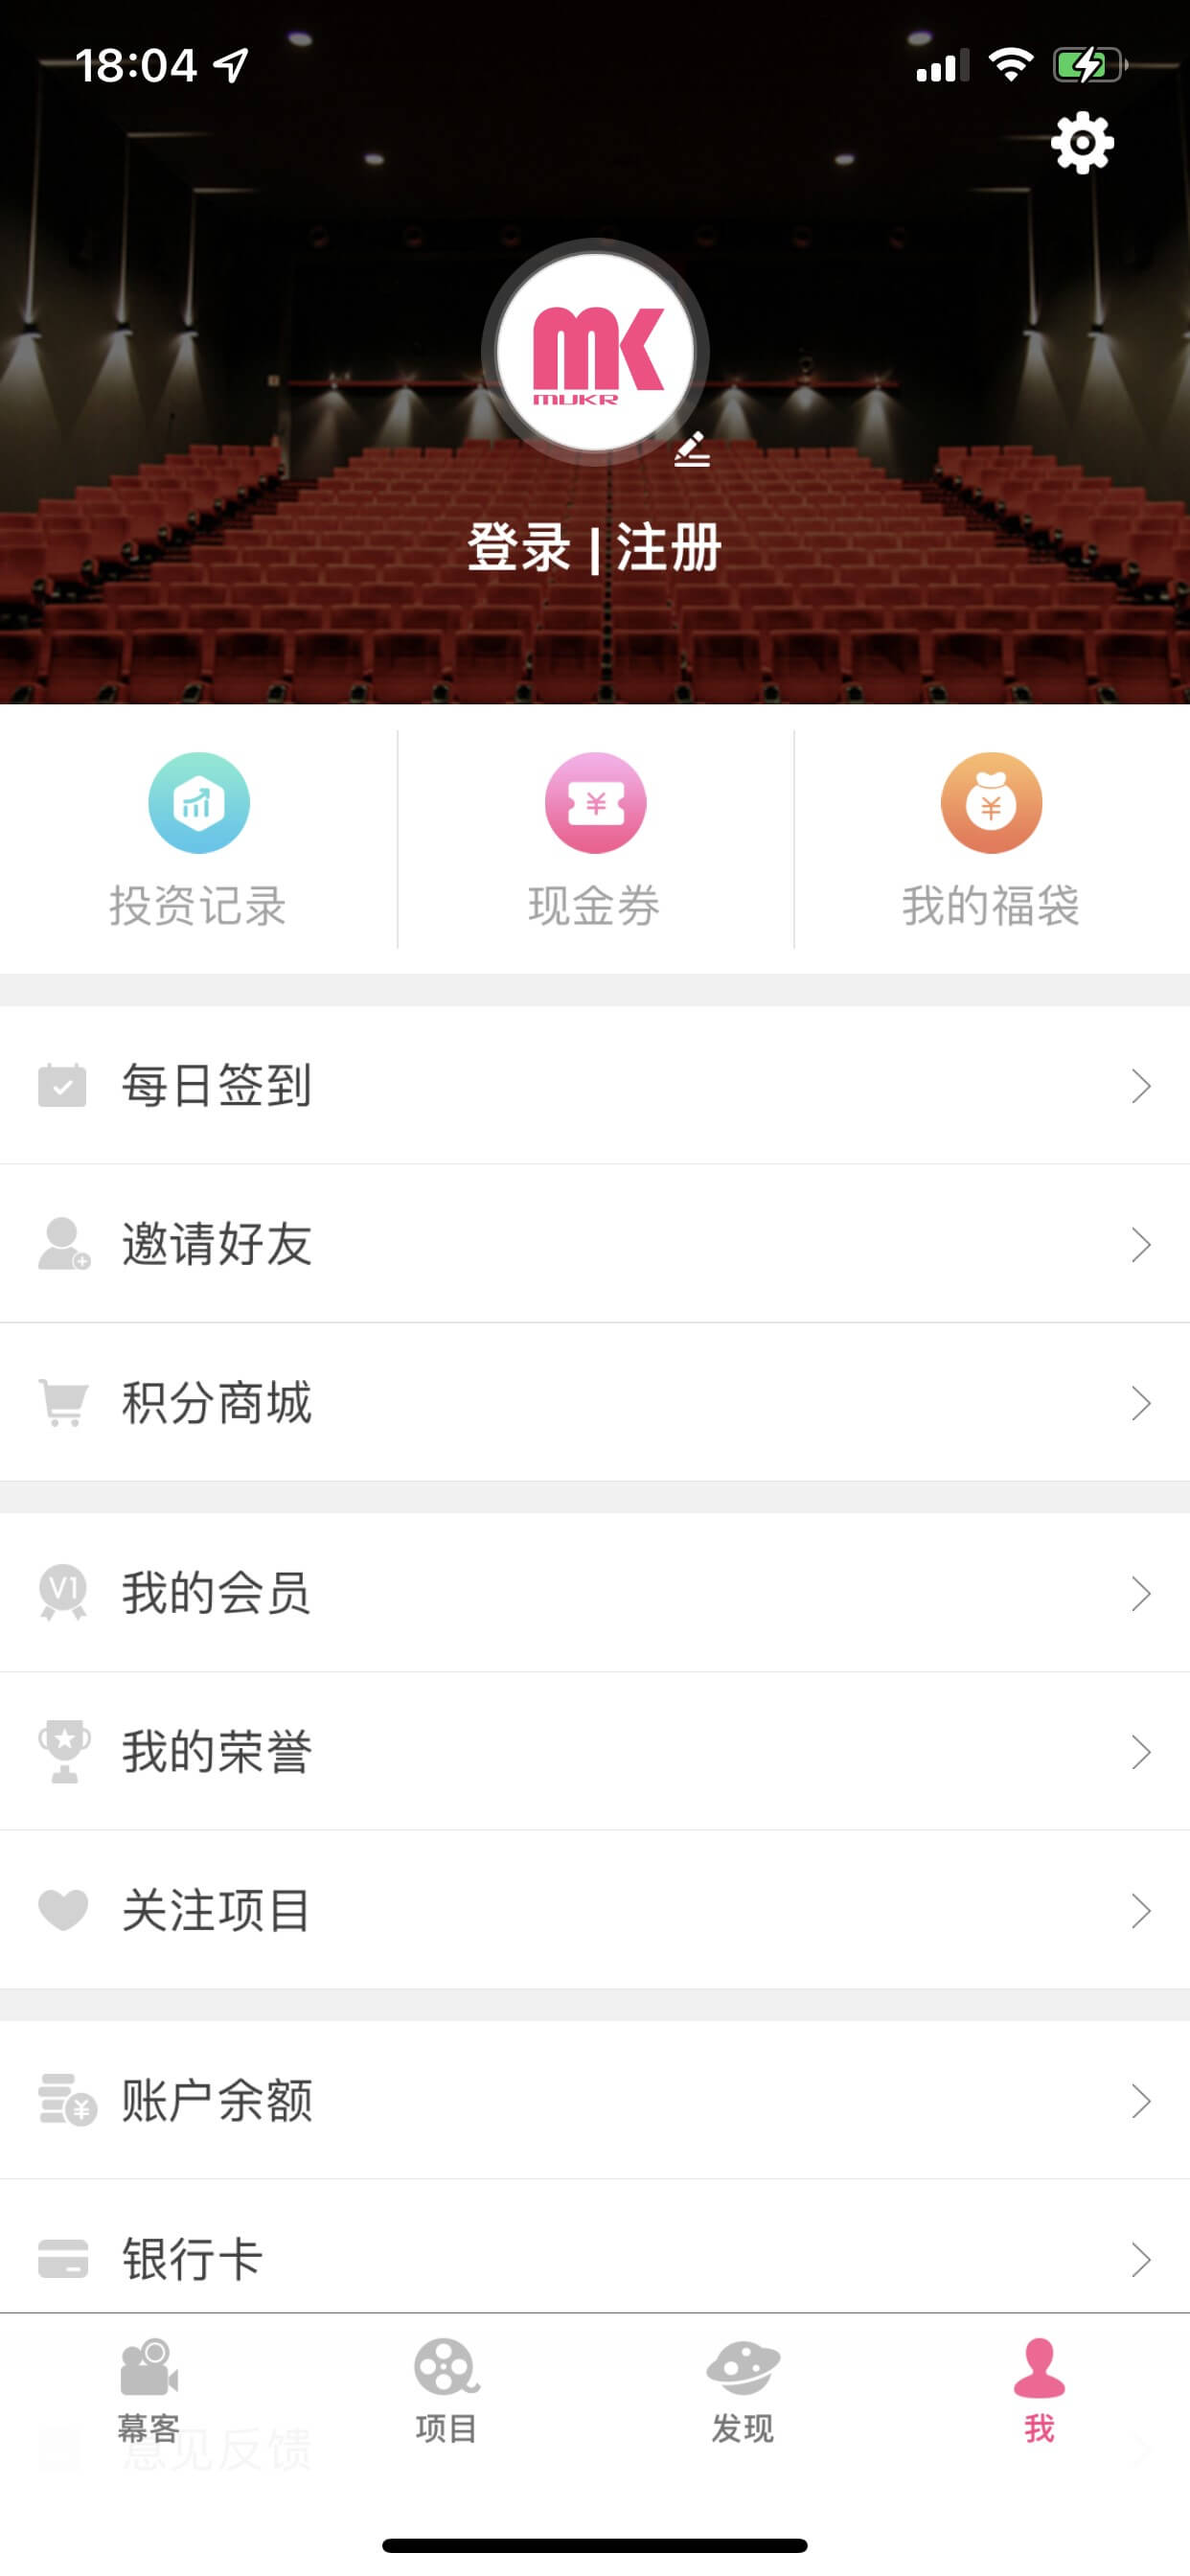 18:04
MK
MUKR
登录 | 注册
投资记录
现金券
我的福袋
每日签到
邀请好友
积分商城
V1
我的会员
我的荣誉
关注项目
账户余额
银行卡
幕客
项目
发现
我
意见反馈